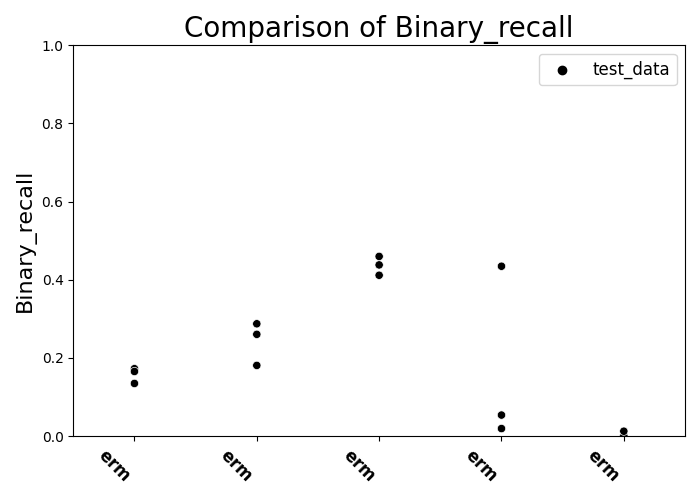 Comparison of Binary_recall
test_data
Binary_recall
1.0
0.8
0.6
0.4
0.2
0.0
erm
erm
erm
erm
erm